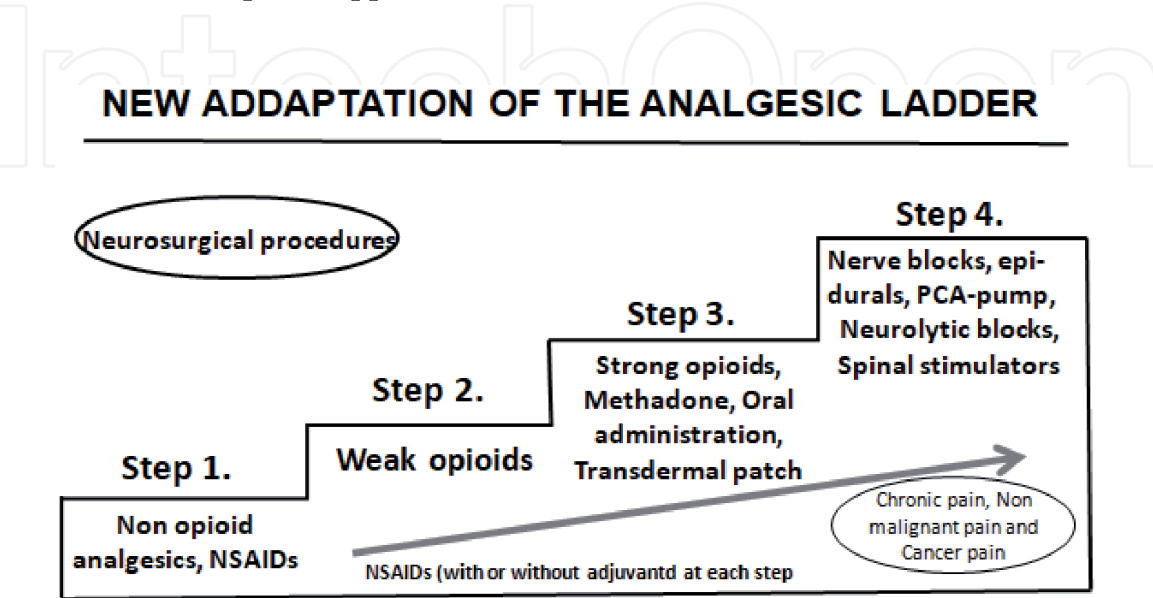 NEW ADDAPTATION OF THE ANALGESIC LADDER
Neurosurgical procedures
Step 4.
Nerve blocks, epi-
durals, PCA-pump,
Neurolytic blocks,
Spinal stimulators
Step 3.
Strong opioids,
Methadone, Oral
administration,
Transdermal patch
Step 2.
Weak opioids
Step 1.
Non opioid
analgesics, NSAIDs
Chronic pain, Non
malignant pain and
Cancer pain
NSAIDs (with or without adjuvantd at each step
IntechOpen